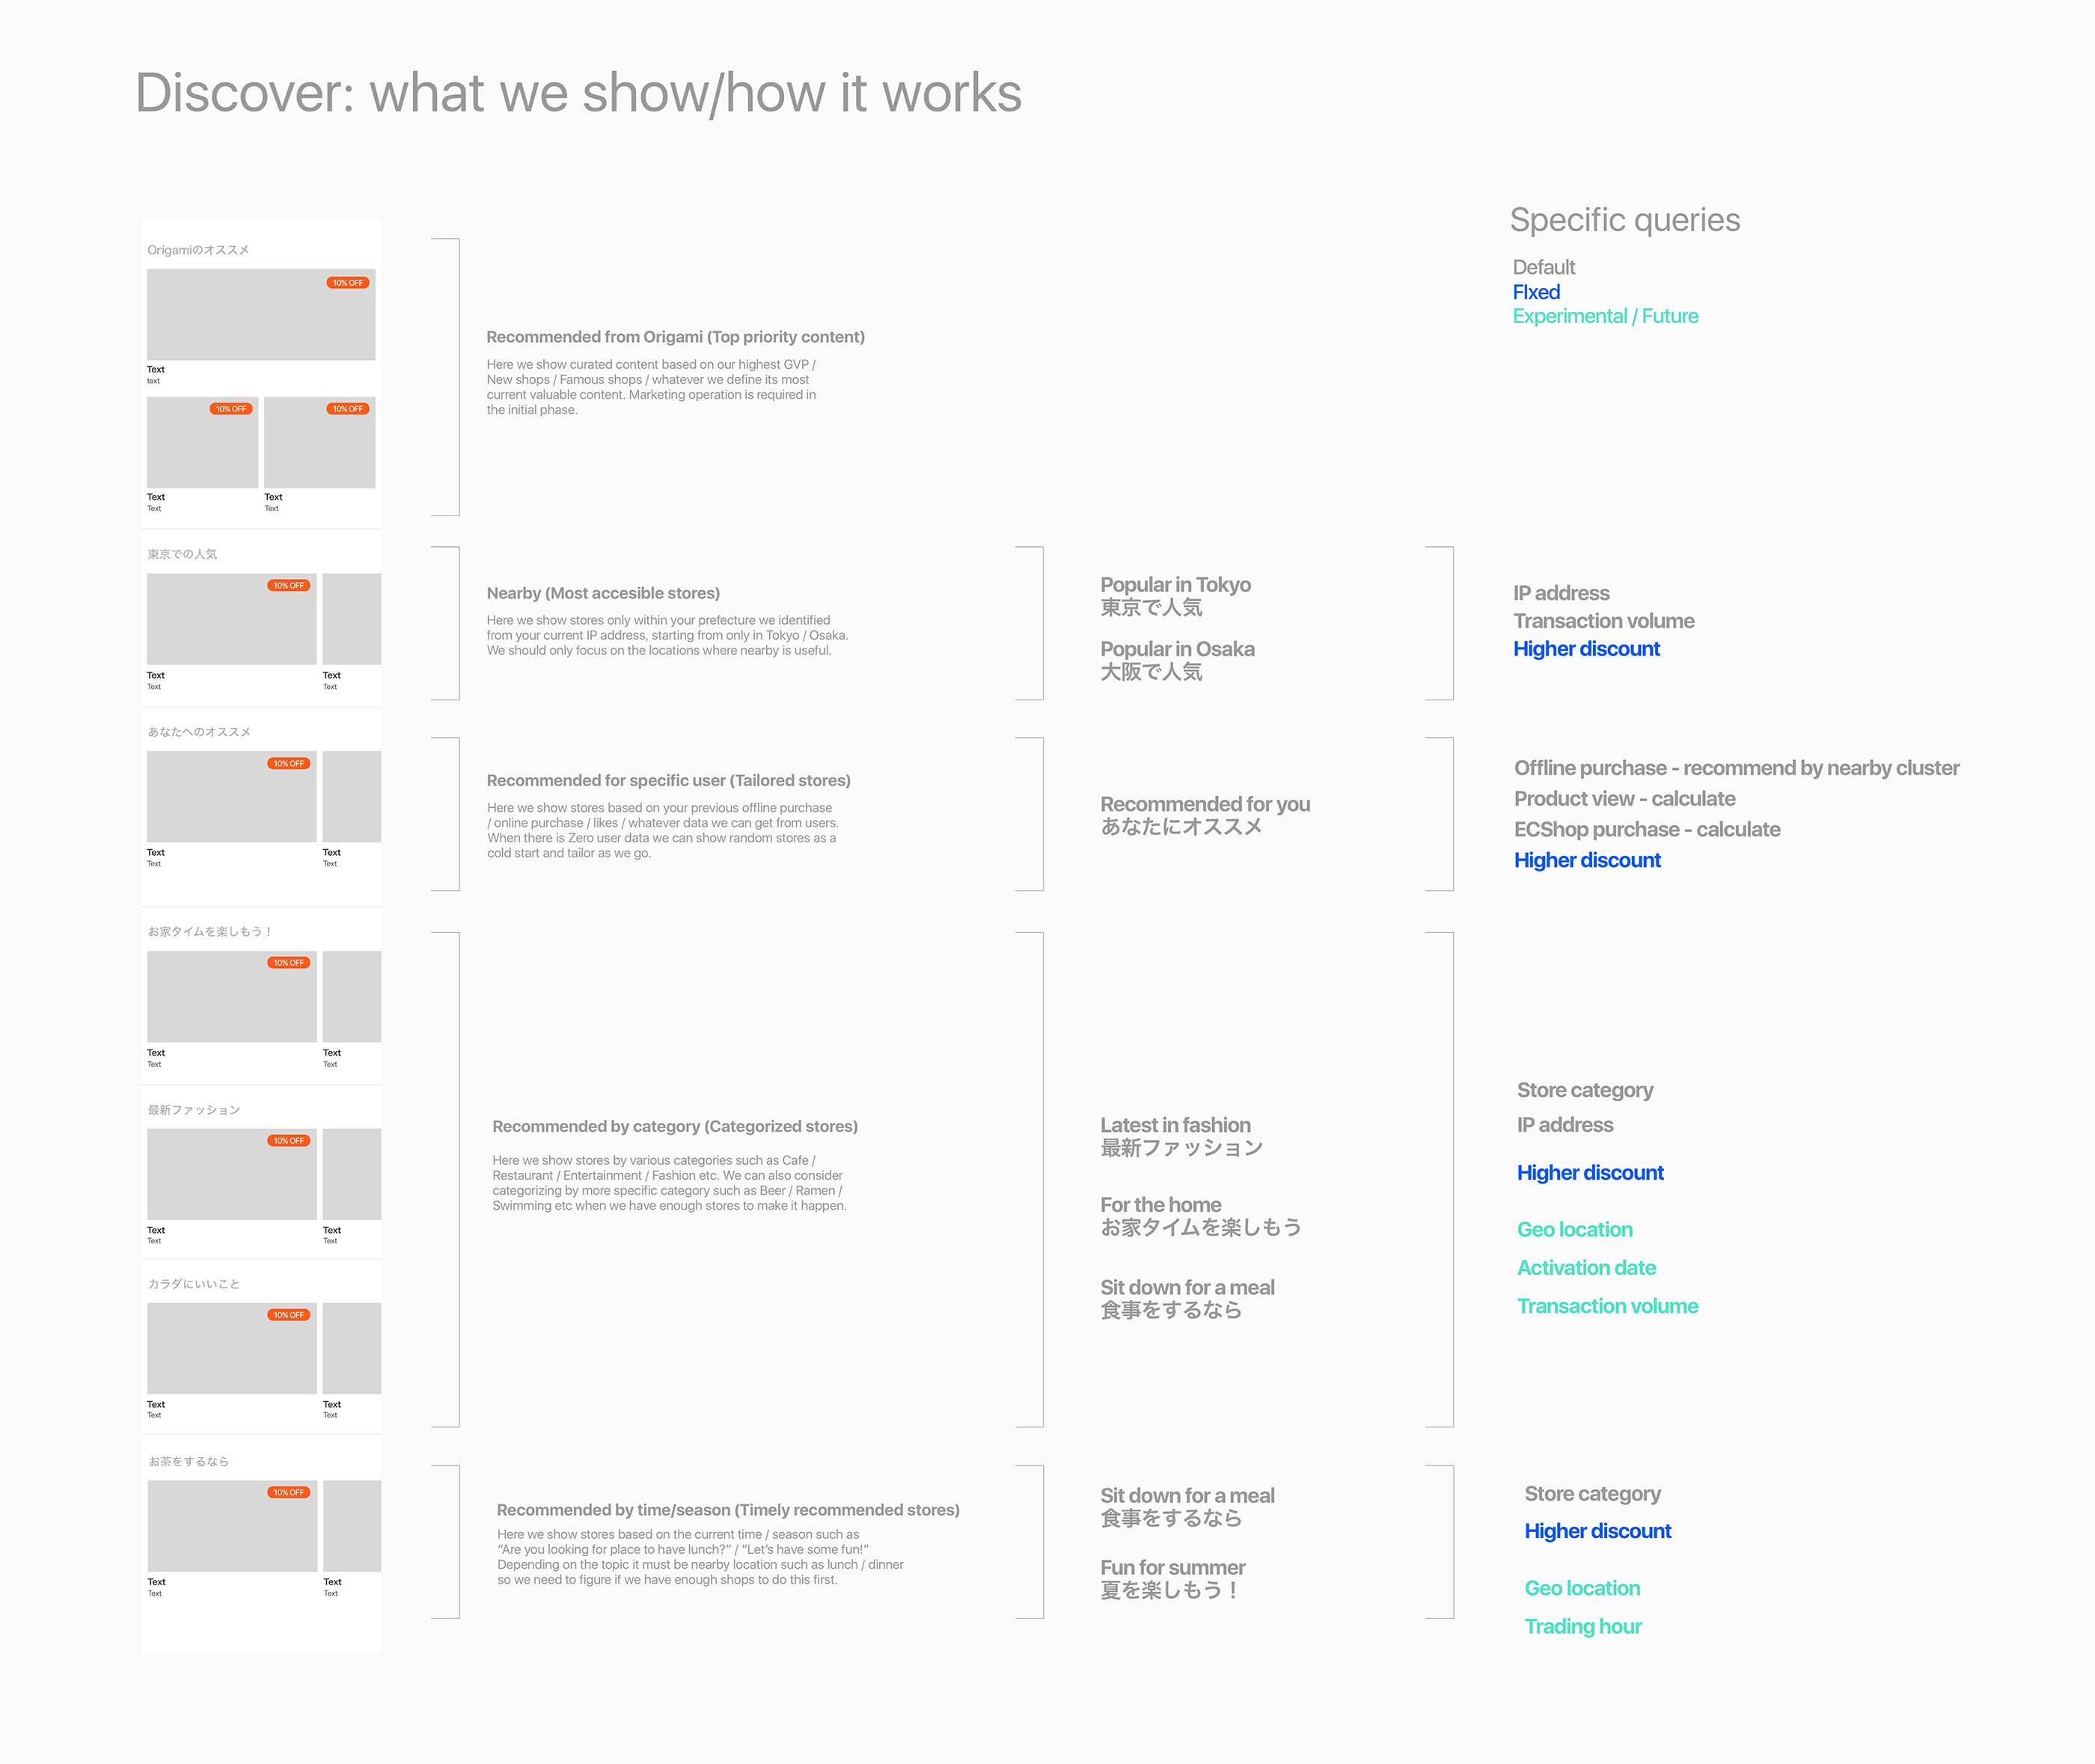 Discover: what we show/how it works
Specific queries
Default
FIxed
Experimental / Future
Origamiのオススメ
10% OFF
Text
text
10% OFF
10% OFF
Text
Text
Text
Text
Recommended from Origami (Top priority content)
Here we show curated content based on our highest GVP /
New shops / Famous shops / whatever we define its most
current valuable content. Marketing operation is required in
the initial phase.
東京での人気
10% OFF
Text
Text
Text
Text
Nearby (Most accesible stores)
Here we show stores only within your prefecture we identified
from your current IP address, starting from only in Tokyo / Osaka.
We should only focus on the locations where nearby is useful.
Popular in Tokyo
東京で人気
Popular in Osaka
大阪で人気
IP address
Transaction volume
Higher discount
あなたへのオススメ
10% OFF
Text
Text
Text
Text
Recommended for specific user (Tailored stores)
Here we show stores based on your previous offline purchase
/ online purchase / likes / whatever data we can get from users.
When there is Zero user data we can show random stores as a
cold start and tailor as we go.
Recommended for you
あなたにオススメ
Offline purchase - recommend by nearby cluster
Product view - calculate
ECShop purchase - calculate
Higher discount
お家タイムを楽しもう！
10% OFF
Text
Text
Text
Text
最新ファッション
10% OFF
Text
Text
Text
Text
カラダにいいこと
10% OFF
Text
Text
Text
Text
Recommended by category (Categorized stores)
Here we show stores by various categories such as Cafe /
Restaurant / Entertainment / Fashion etc. We can also consider
categorizing by more specific category such as Beer / Ramen /
Swimming etc when we have enough stores to make it happen.
Latest in fashion
最新ファッション
For the home
お家タイムを楽しもう
Sit down for a meal
食事をするなら
Store category
IP address
Higher discount
Geo location
Activation date
Transaction volume
お茶をするなら
10% OFF
Text
Text
Text
Text
Recommended by time/season (Timely recommended stores)
Here we show stores based on the current time / season such as
“Are you looking for place to have lunch?” / “Let’s have some fun!”
Depending on the topic it must be nearby location such as lunch / dinner
so we need to figure if we have enough shops to do this first.
Sit down for a meal
食事をするなら
Fun for summer
夏を楽しもう！
Store category
Higher discount
Geo location
Trading hour